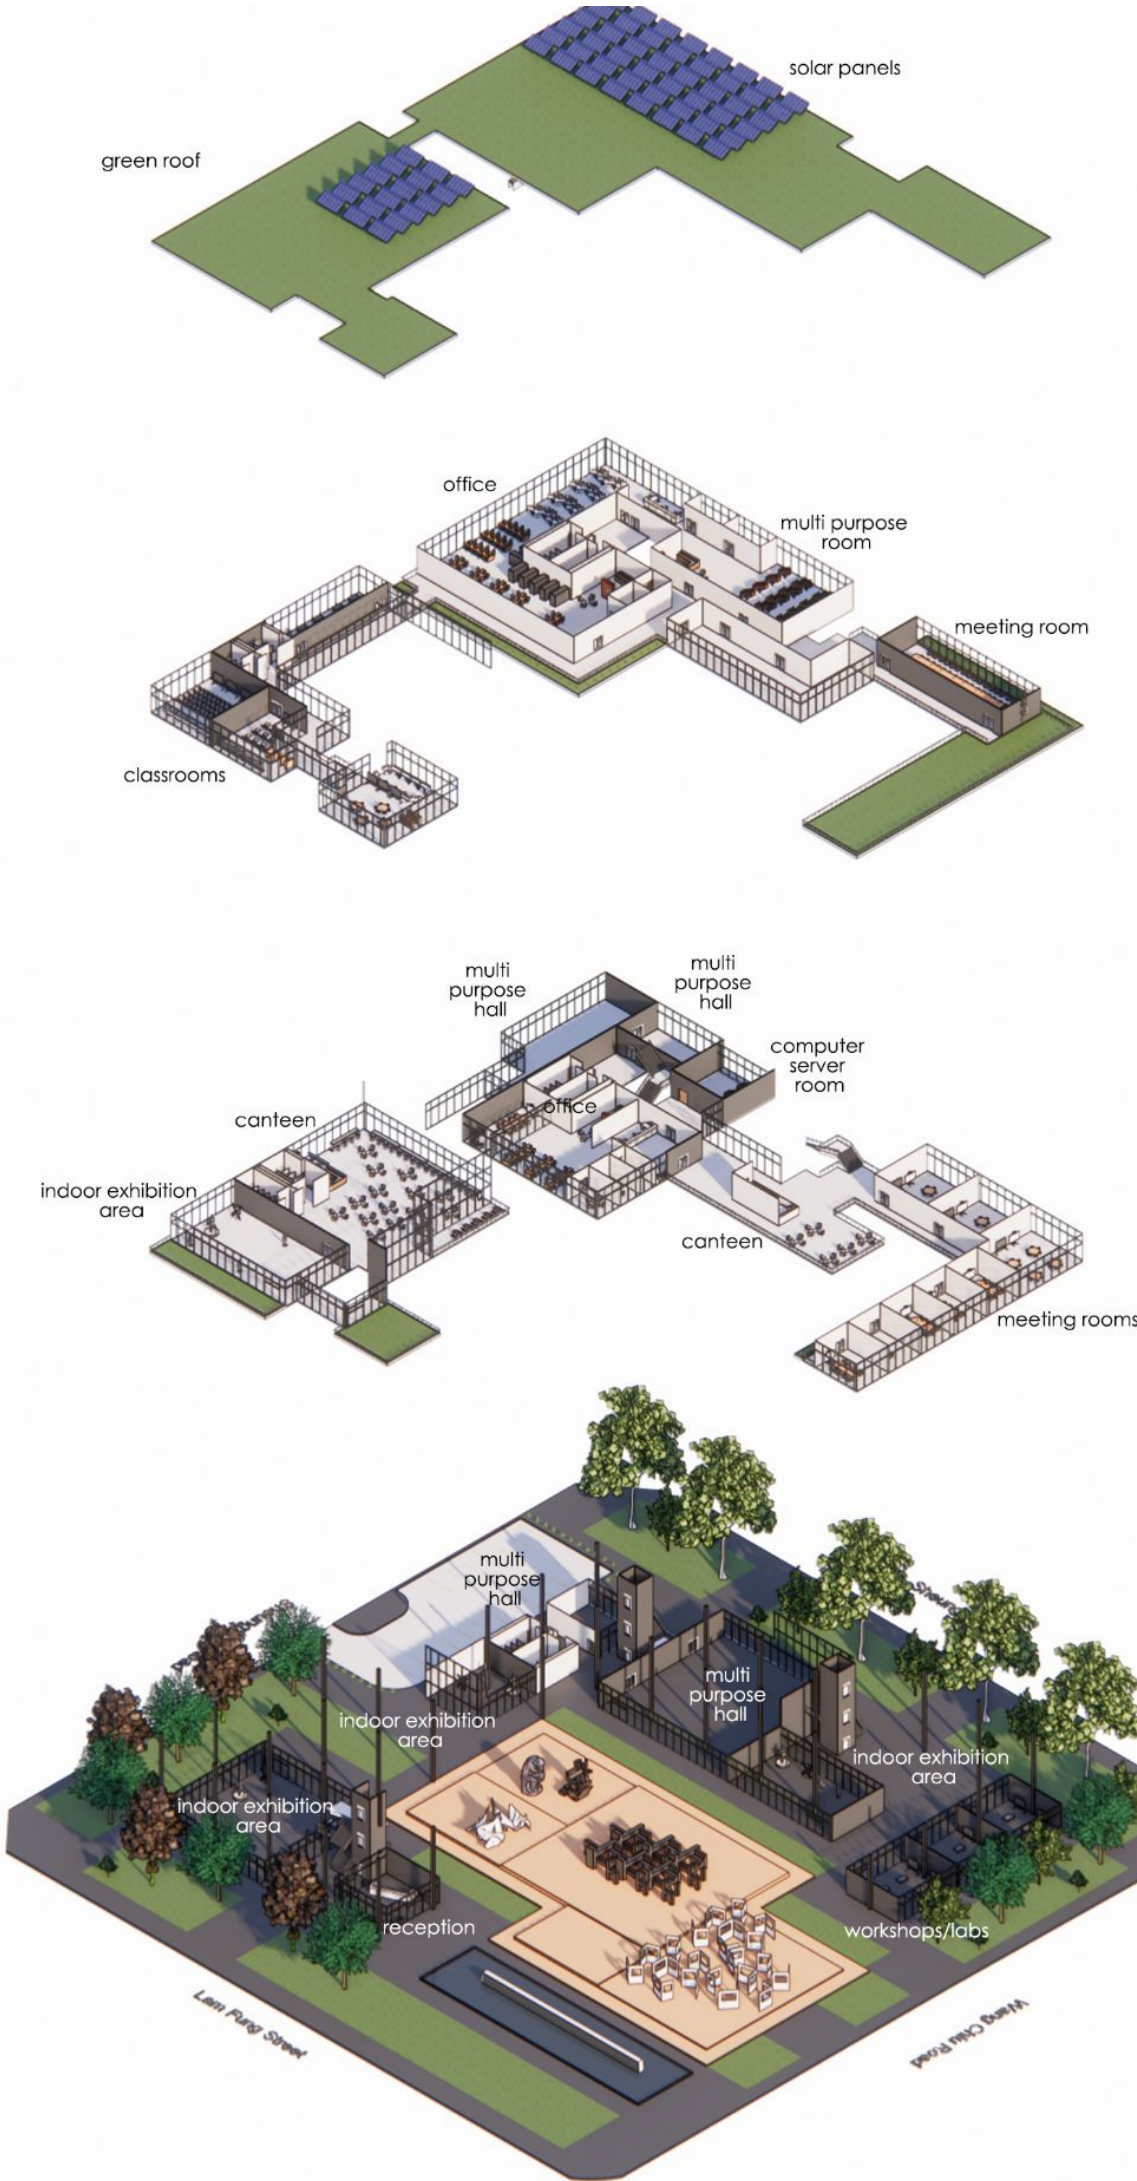 solar panels
green roof
office
multi purpose
room
meeting room
classrooms
multi
purpose
hall
multi
purpose
hall
computer
server
room
office
canteen
indoor exhibition
area
canteen
meeting rooms
multi
purpose
hall
multi
purpose
hall
indoor exhibition
area
indoor exhibition
area
indoor exhibition
area
reception
workshops/labs
Lam Fung Street
Wang Chiu Road